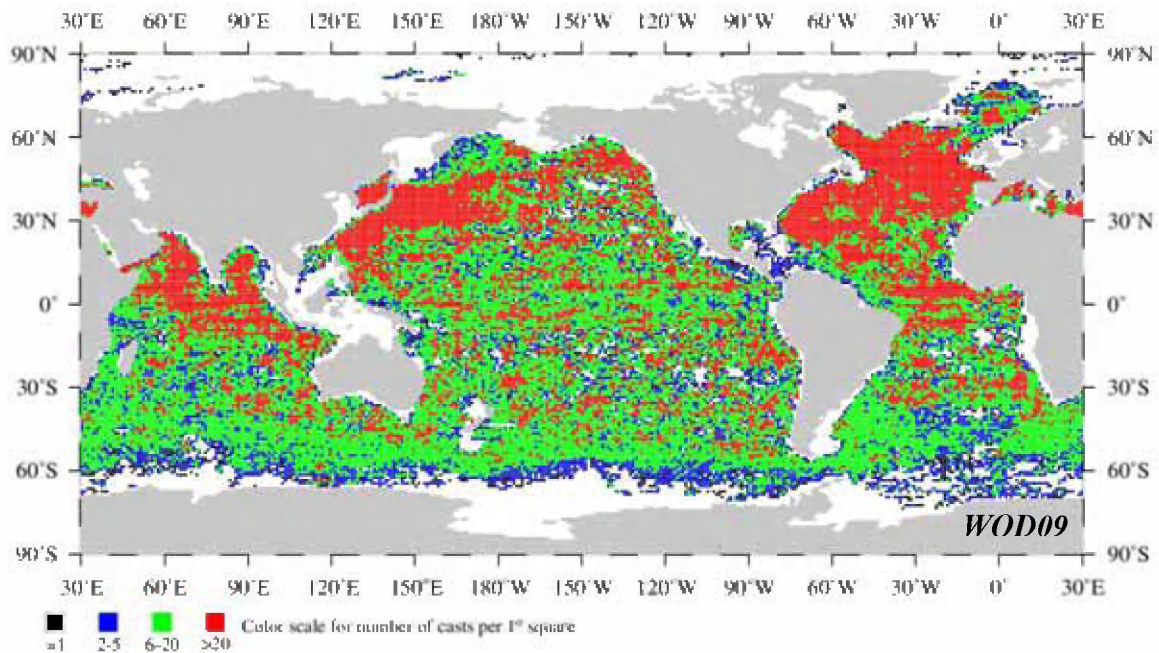 30˚E 60˚E 90˚E 120˚E 150˚E 180˚W 150˚W 120˚W 90˚W 60˚W 30˚W 0˚ 30˚E
90˚N 90˚N
60˚N 60˚N
30˚N 30˚N
0˚ 0˚
30˚S 30˚S
60˚S 60˚S
WOD09
90˚S 90˚S
30˚E 60˚E 90˚E 120˚E 150˚E 180˚W 150˚W 120˚W 90˚W 60˚W 30˚W 0˚ 30˚E
Color scale for number of casts per 1° square
=1 2-5 6-20 >20